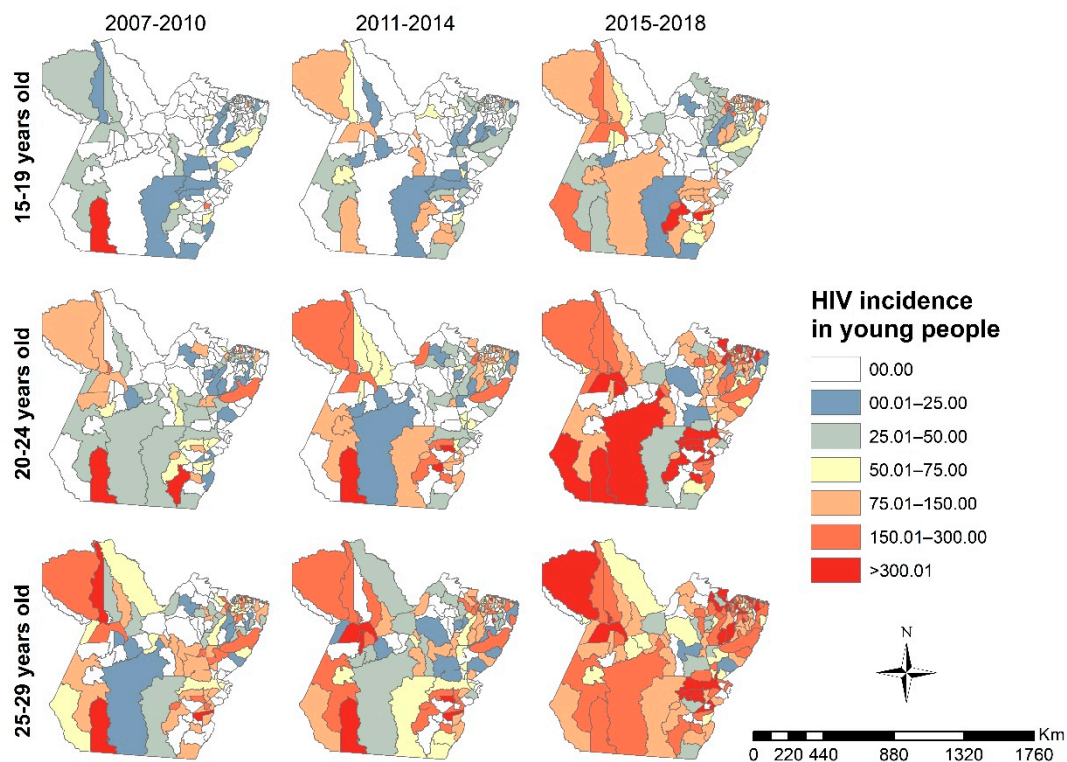 2007-2010
2011-2014
2015-2018
15-19 years old
20-24 years old
25-29 years old
HIV incidence
in young people
00.00
00.01–25.00
25.01–50.00
50.01–75.00
75.01–150.00
150.01–300.00
>300.01
N
Km
0 220 440 880 1320 1760